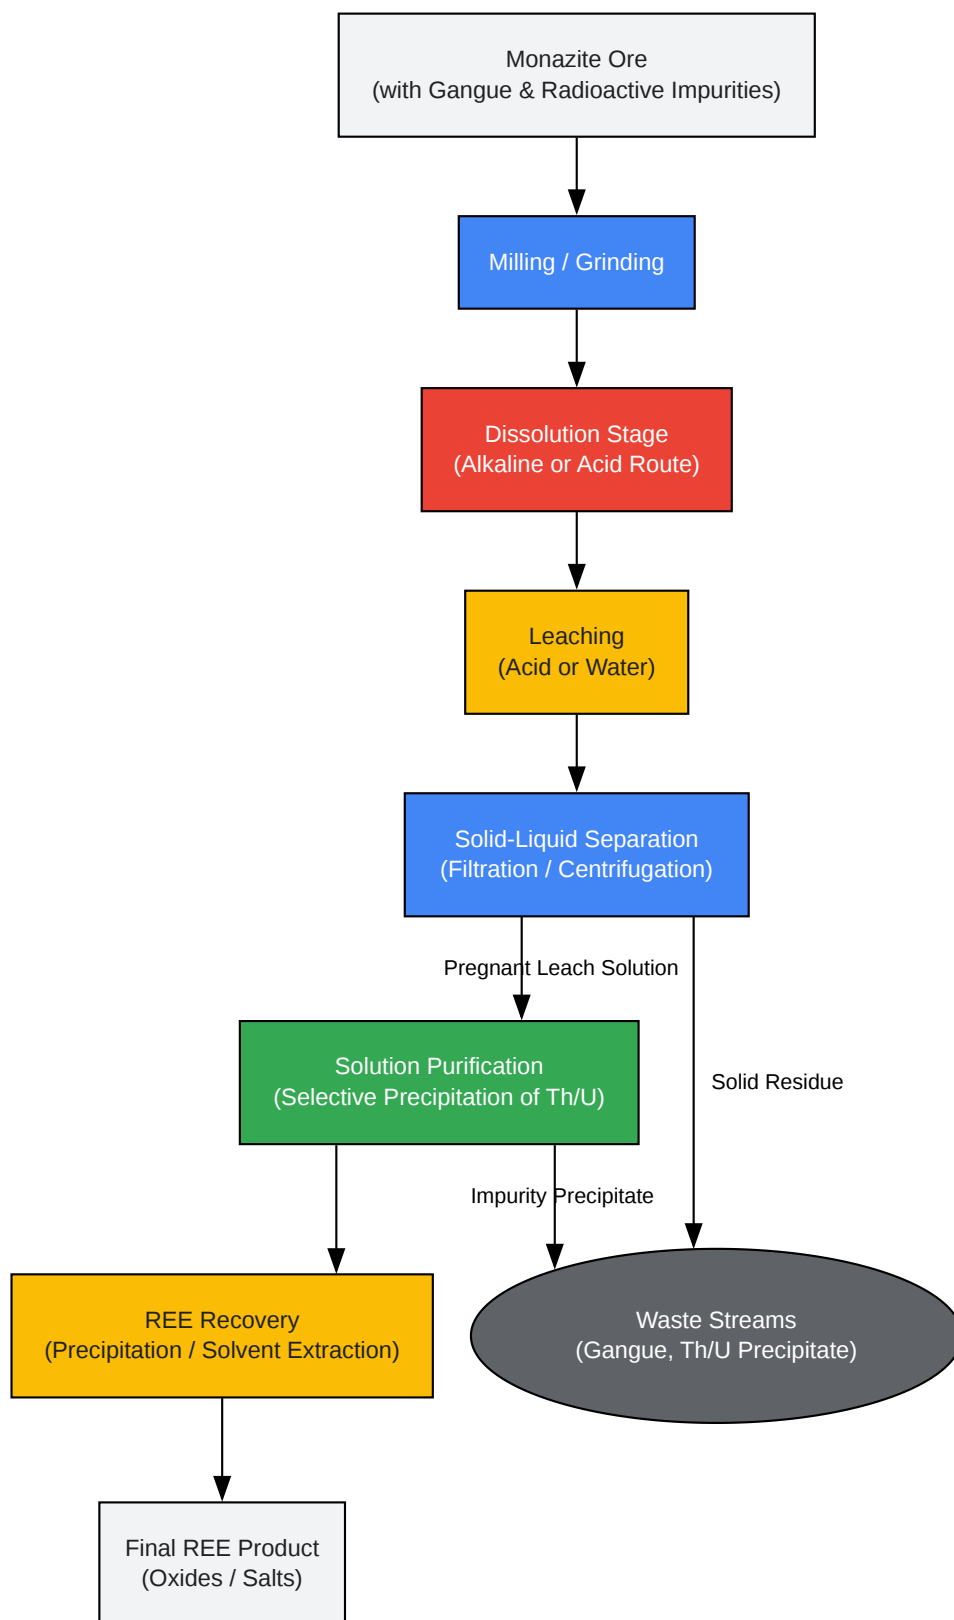 Monazite Ore
(with Gangue & Radioactive Impurities)
Milling / Grinding
Dissolution Stage
(Alkaline or Acid Route)
Leaching
(Acid or Water)
Solid-Liquid Separation
(Filtration / Centrifugation)
Pregnant Leach Solution
Solution Purification
(Selective Precipitation of Th/U)
Solid Residue
Impurity Precipitate
REE Recovery
(Precipitation / Solvent Extraction)
Waste Streams
(Gangue, Th/U Precipitate)
Final REE Product
(Oxides / Salts)